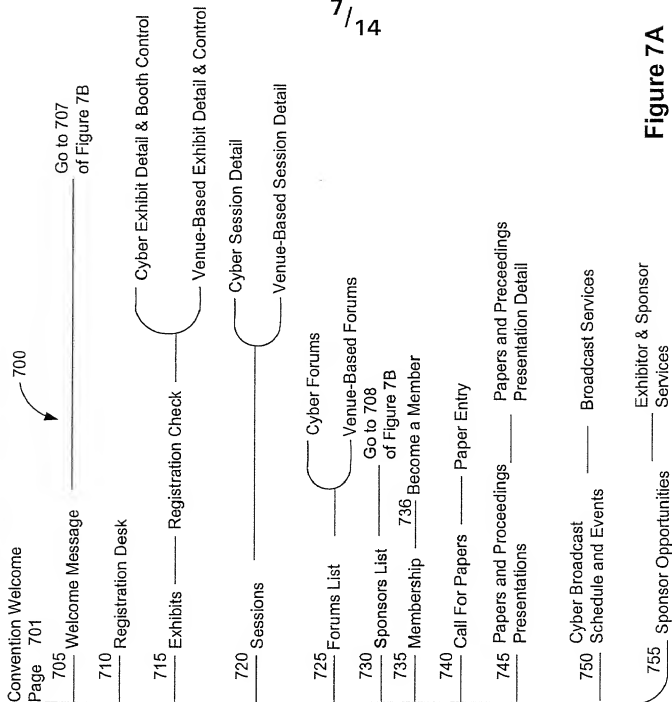 7/14
700
Convention Welcome
Page 701
705 Welcome Message
Go to 707
of Figure 7B
710 Registration Desk
715 Exhibits
Registration Check
Cyber Exhibit Detail & Booth Control
Venue-Based Exhibit Detail & Control
720 Sessions
Cyber Session Detail
Venue-Based Session Detail
725 Forums List
Cyber Forums
Venue-Based Forums
730 Sponsors List
Go to 708
of Figure 7B
735 Membership
736 Become a Member
740 Call For Papers
Paper Entry
745 Papers and Proceedings
Presentations
Papers and Preceedings
Presentation Detail
750 Cyber Broadcast
Schedule and Events
Broadcast Services
755 Sponsor Opportunities
Exhibitor & Sponsor
Services
Figure 7A